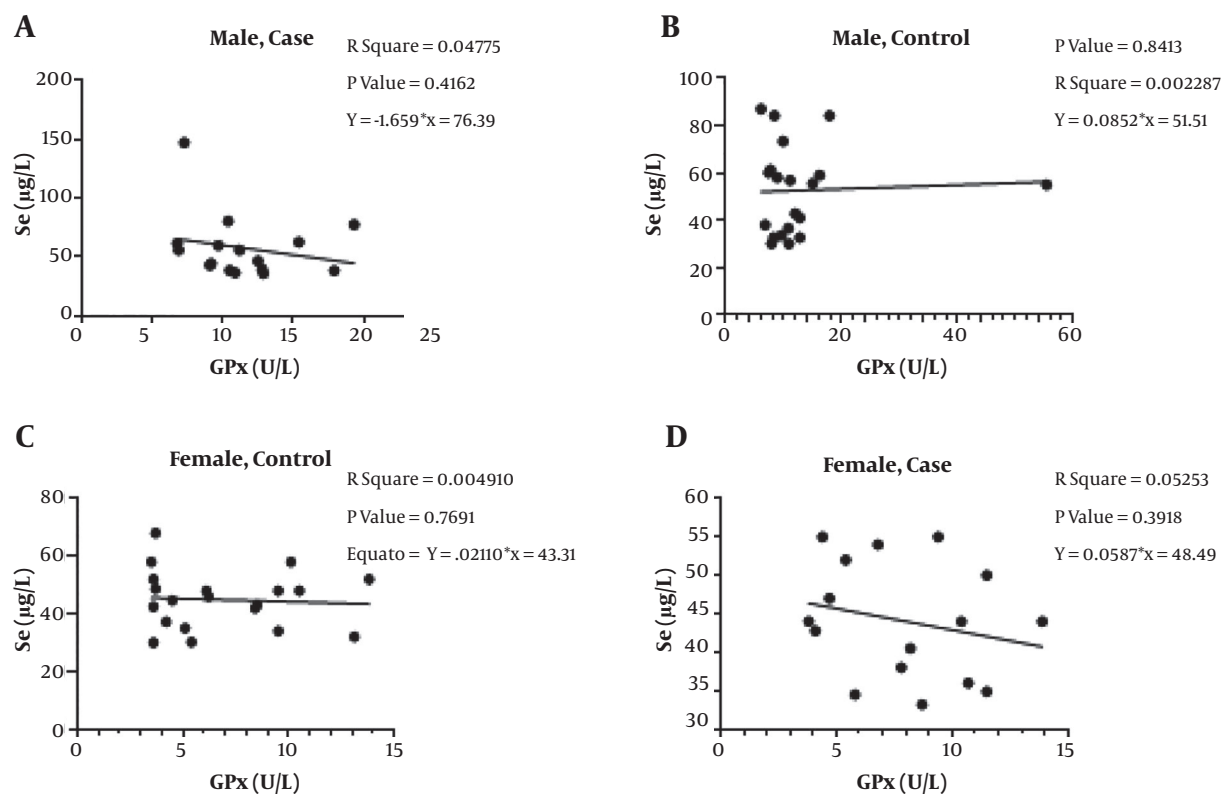 A
Male, Case
R Square = 0.04775
P Value = 0.4162
Y = -1.659*x = 76.39
200
150
100
50
0
Se (µg/L)
0 5 10 15 20 25
GPx (U/L)
B
Male, Control
P Value = 0.8413
R Square = 0.002287
Y = 0.0852*x = 51.51
100
80
60
40
20
0
Se (µg/L)
0 20 40 60
GPx (U/L)
C
Female, Control
R Square = 0.004910
P Value = 0.7691
Equato = Y = .02110*x = 43.31
80
60
40
20
0
Se (µg/L)
0 5 10 15
GPx (U/L)
D
Female, Case
R Square = 0.05253
P Value = 0.3918
Y = 0.0587*x = 48.49
60
55
50
45
40
35
30
Se (µg/L)
0 5 10 15
GPx (U/L)